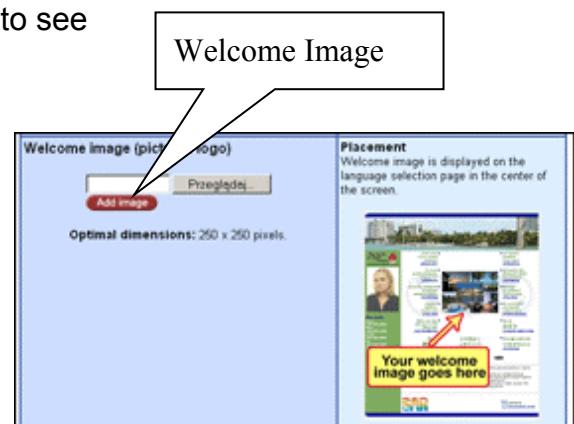 to see
Welcome Image
Welcome image (pict logo)
Przeglądaj...
Add image
Optimal dimensions: 250 x 250 pixels.
Placement
Welcome image is displayed on the
language selection page in the center of
the screen.
Your welcome
image goes here